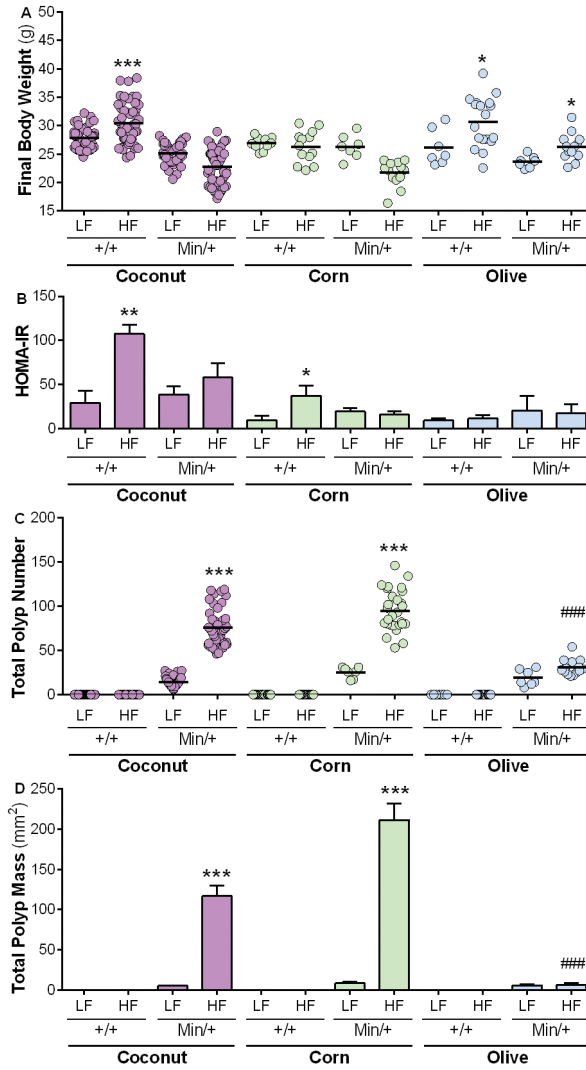 A
Final Body Weight (g)
50
45
40
35
30
25
20
15
***
*
*
LF HF LF HF LF HF LF HF LF HF LF HF
+/+ Min/+ +/+ Min/+ +/+ Min/+
Coconut Corn Olive
B
HOMA-IR
150
100
50
0
**
*
LF HF LF HF LF HF LF HF LF HF LF HF
+/+ Min/+ +/+ Min/+ +/+ Min/+
Coconut Corn Olive
C
Total Polyp Number
200
150
100
50
0
***
***
###
LF HF LF HF LF HF LF HF LF HF LF HF
+/+ Min/+ +/+ Min/+ +/+ Min/+
Coconut Corn Olive
D
Total Polyp Mass (mm²)
250
200
150
100
50
0
***
***
###
LF HF LF HF LF HF LF HF LF HF LF HF
+/+ Min/+ +/+ Min/+ +/+ Min/+
Coconut Corn Olive